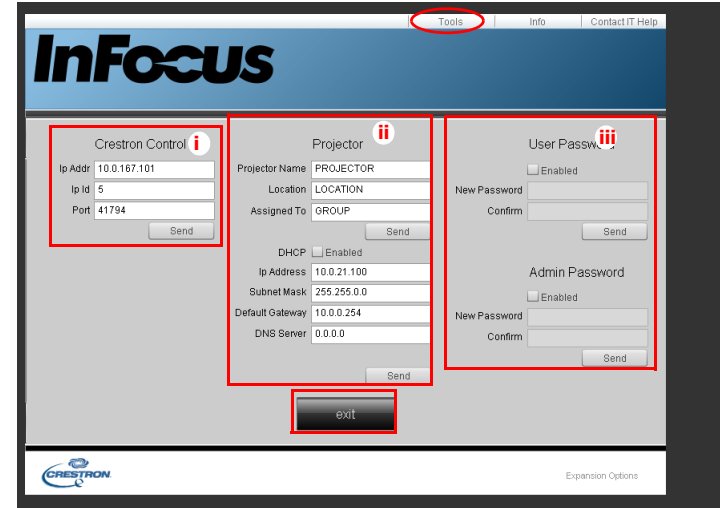 Tools Info Contact IT Help
InFocus
Crestron Control i
Ip Addr 10.0.167.101
Ip Id 5
Port 41794
Send
Projector ii
Projector Name PROJECTOR
Location LOCATION
Assigned To GROUP
Send
DHCP Enabled
Ip Address 10.0.21.100
Subnet Mask 255.255.0.0
Default Gateway 10.0.0.254
DNS Server 0.0.0.0
Send
User iii
Enabled
New Password
Confirm
Send
Admin Password
Enabled
New Password
Confirm
Send
exit
CRESTRON
Expansion Options